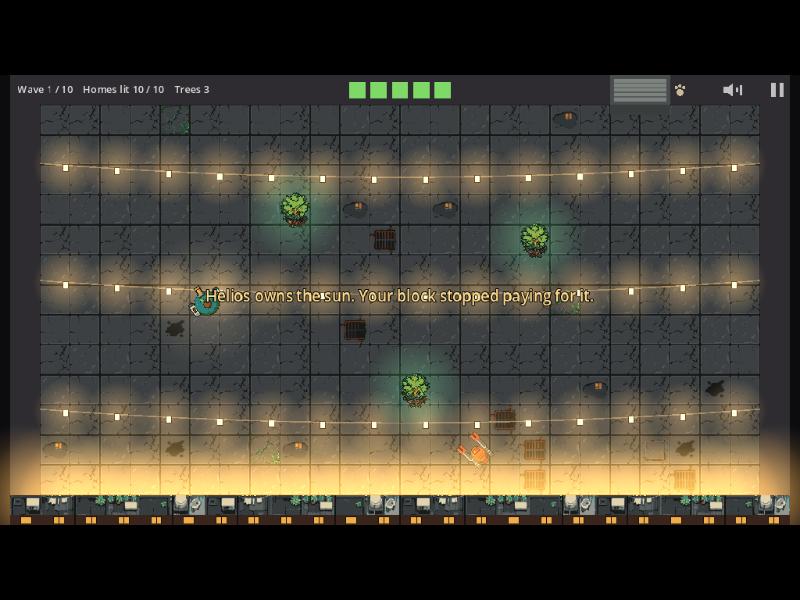 Wave 1 / 10 Homes lit 10 / 10 Trees 3
Helios owns the sun. Your block stopped paying for it.